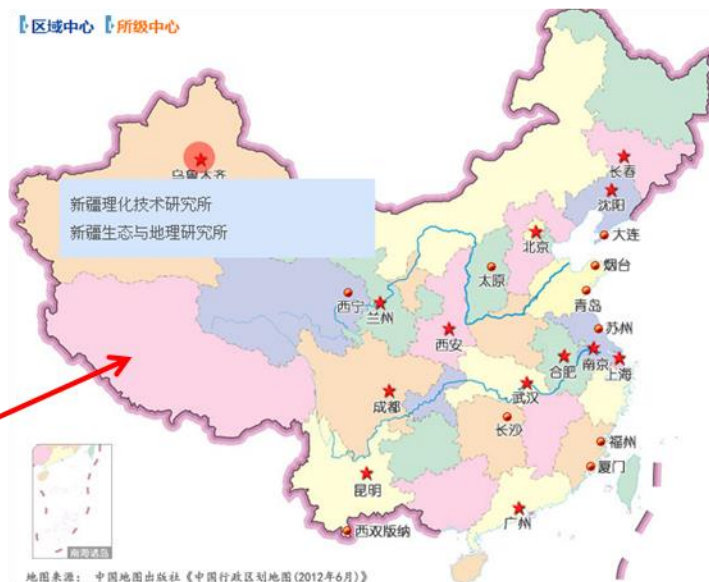 区域中心 所级中心
乌鲁木齐
新疆理化技术研究所
新疆生态与地理研究所
长春
沈阳
北京
大连
太原
烟台
西宁
兰州
青岛
西安
苏州
合肥
南京
上海
成都
武汉
长沙
福州
厦门
昆明
广州
西双版纳
南海诸岛
地图来源： 中国地图出版社《中国行政区划地图(2012年6月)》